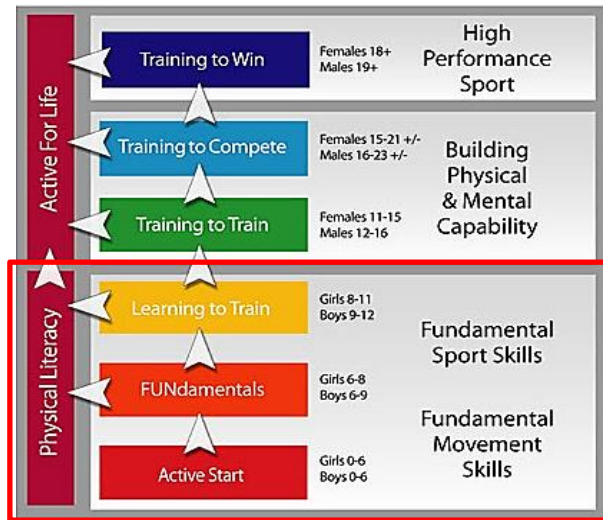 Training to Win
Females 18+
Males 19+
High
Performance
Sport
Active For Life
Training to Compete
Females 15-21 +/-
Males 16-23 +/-
Building
Physical
& Mental
Capability
Training to Train
Females 11-15
Males 12-16
Physical Literacy
Learning to Train
Girls 8-11
Boys 9-12
Fundamental
Sport Skills
FUNdamentals
Girls 6-8
Boys 6-9
Fundamental
Movement
Skills
Active Start
Girls 0-6
Boys 0-6